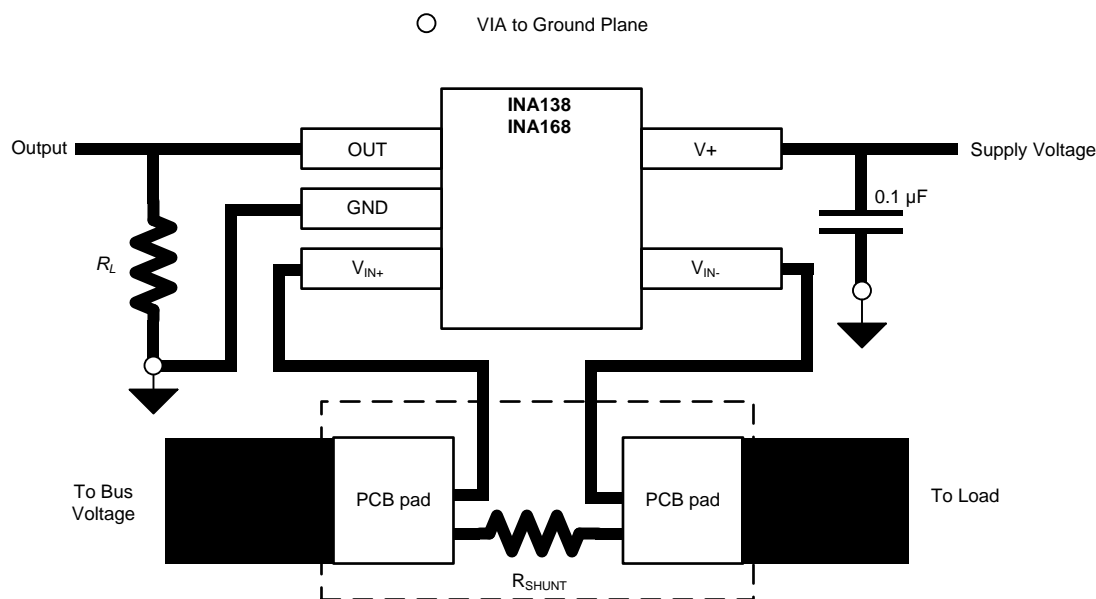 VIA to Ground Plane
INA138
INA168
Output
OUT
V+
Supply Voltage
GND
0.1 µF
R_L
V_IN+
V_IN-
To Bus
Voltage
PCB pad
PCB pad
To Load
R_SHUNT